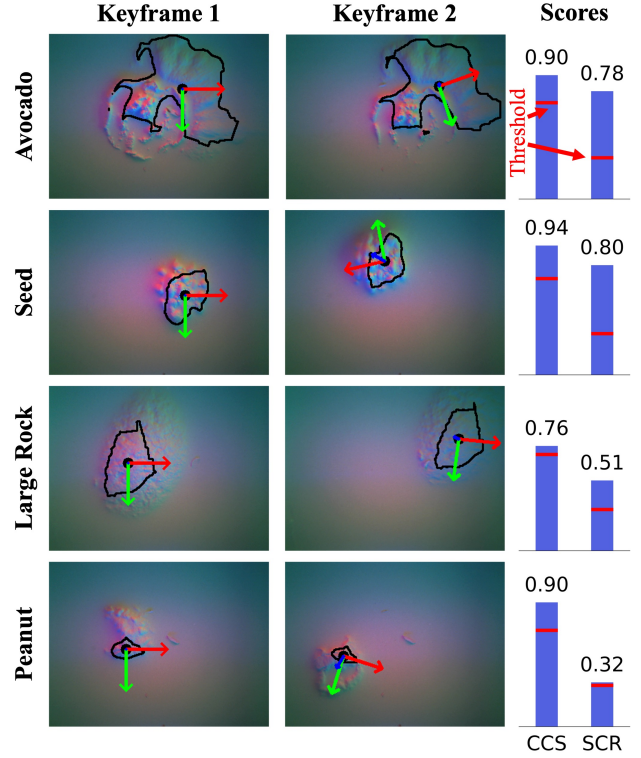 Keyframe 1 Keyframe 2 Scores
Avocado
0.90 0.78
Threshold
Seed
0.94 0.80
Large Rock
0.76 0.51
Peanut
0.90 0.32
CCS SCR